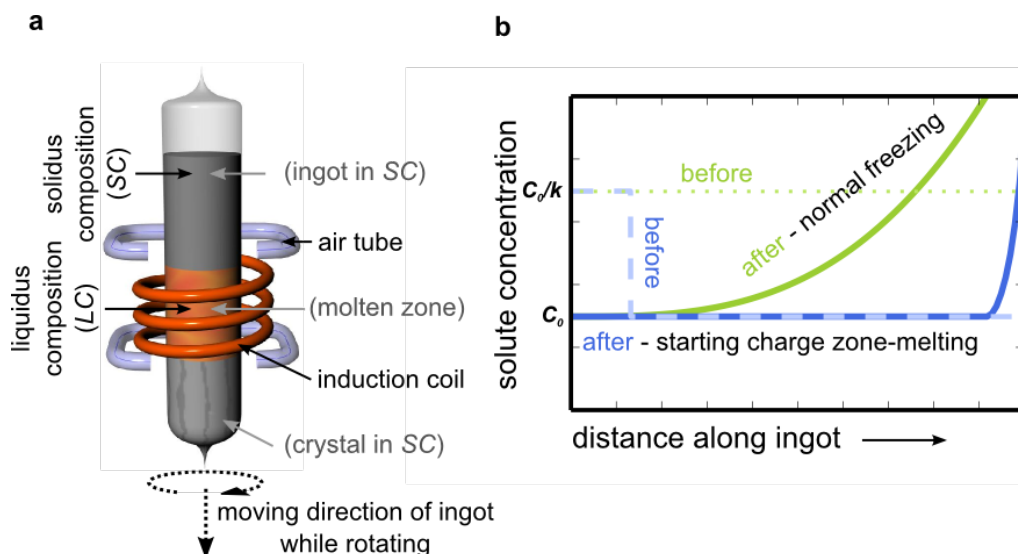 a
solidus
composition
(SC)
(ingot in SC)
air tube
liquidus
composition
(LC)
(molten zone)
induction coil
(crystal in SC)
moving direction of ingot
while rotating
b
solute concentration
C₀/k
C₀
before
before
after - normal freezing
after - starting charge zone-melting
distance along ingot